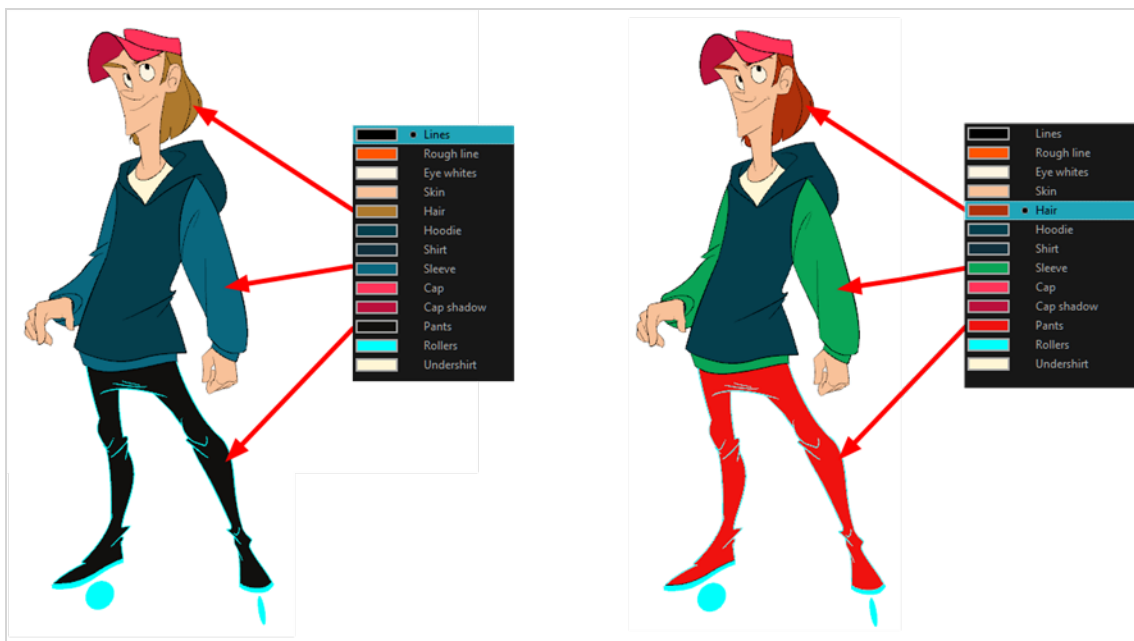 Lines
Rough line
Eye whites
Skin
Hair
Hoodie
Shirt
Sleeve
Cap
Cap shadow
Pants
Rollers
Undershirt
Lines
Rough line
Eye whites
Skin
Hair
Hoodie
Shirt
Sleeve
Cap
Cap shadow
Pants
Rollers
Undershirt